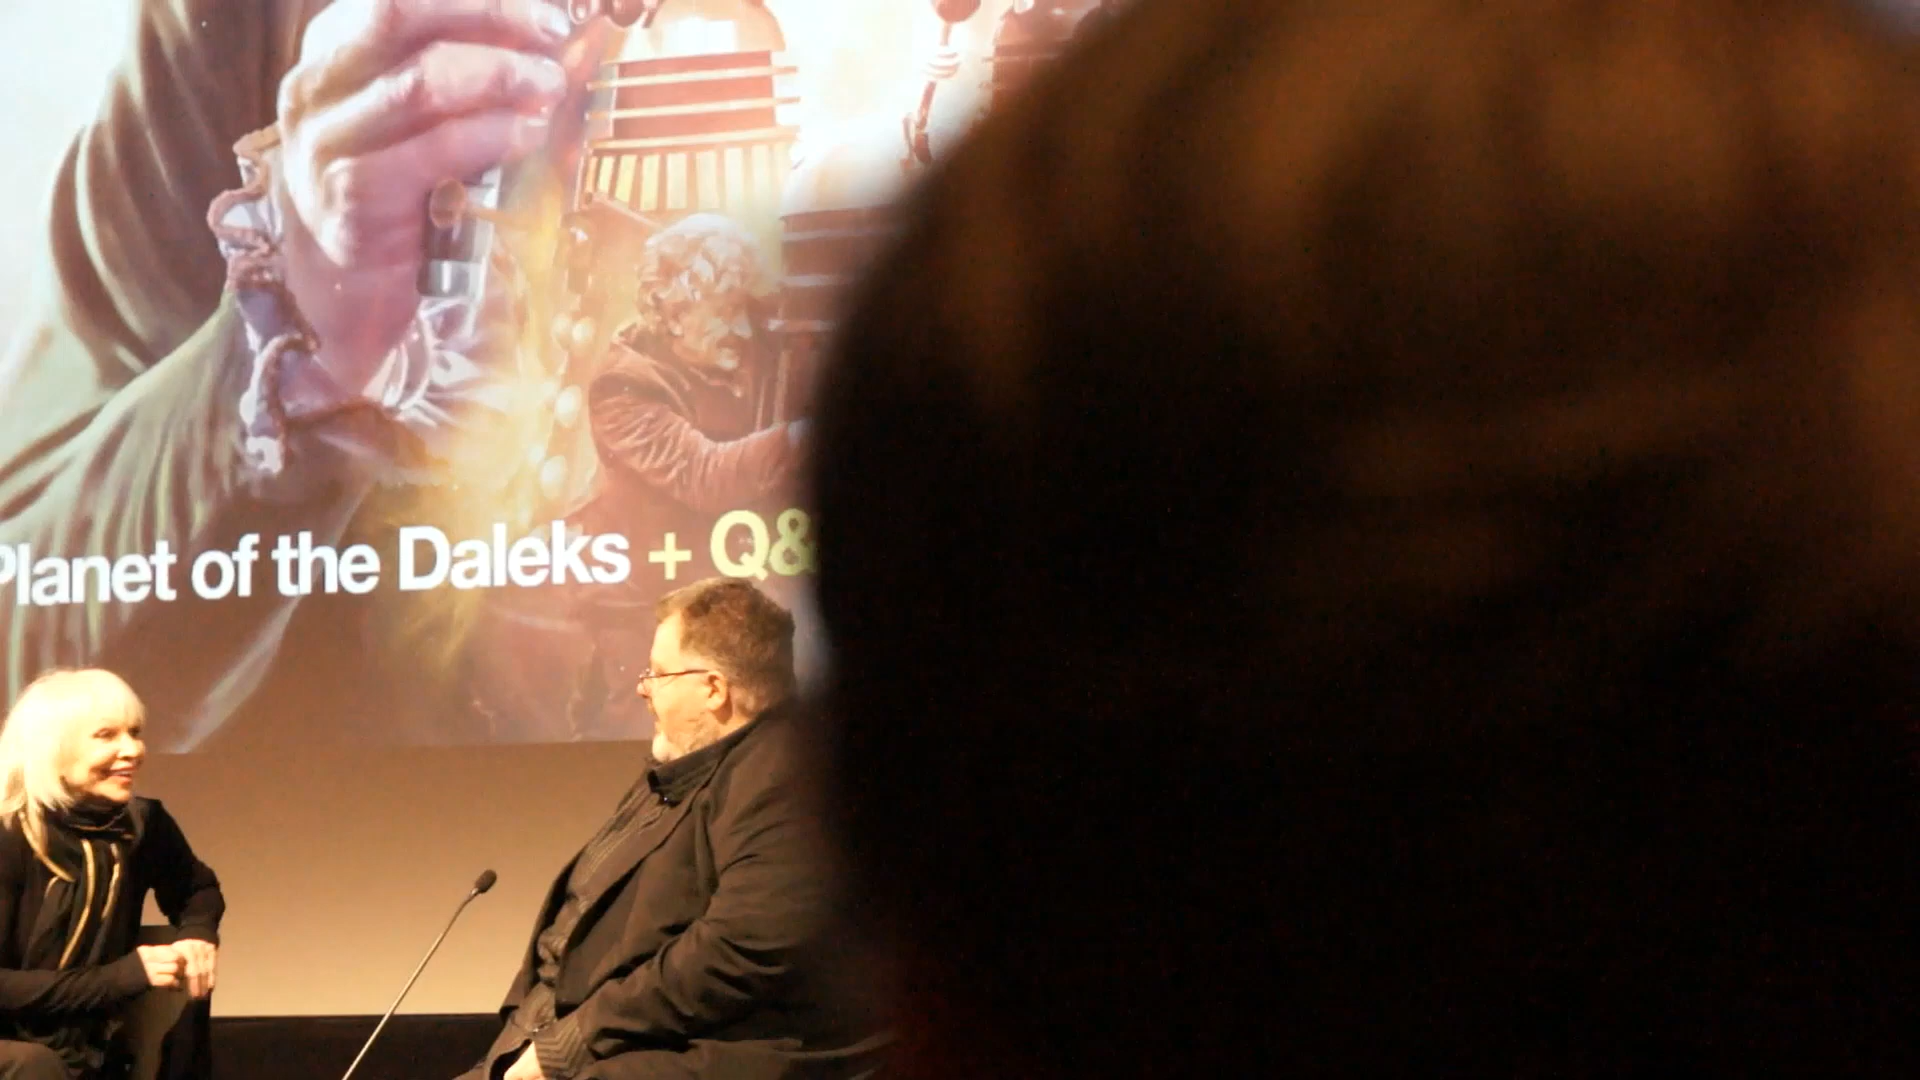 Planet of the Daleks + Q&